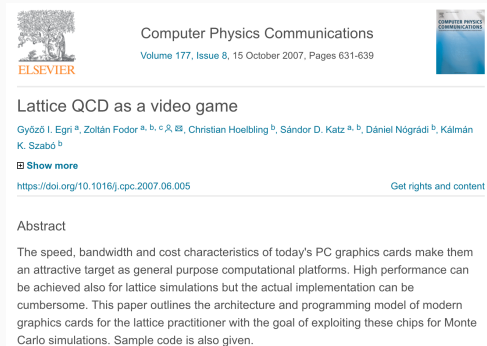 ELSEVIER
Computer Physics Communications
Volume 177, Issue 8, 15 October 2007, Pages 631-639
COMPUTER PHYSICS
COMMUNICATIONS
Lattice QCD as a video game
Győző I. Egri a, Zoltán Fodor a, b, c, Christian Hoelbling b, Sándor D. Katz a, b, Dániel Nógrádi b, Kálmán
K. Szabó b
Show more
https://doi.org/10.1016/j.cpc.2007.06.005
Get rights and content
Abstract
The speed, bandwidth and cost characteristics of today's PC graphics cards make them
an attractive target as general purpose computational platforms. High performance can
be achieved also for lattice simulations but the actual implementation can be
cumbersome. This paper outlines the architecture and programming model of modern
graphics cards for the lattice practitioner with the goal of exploiting these chips for Monte
Carlo simulations. Sample code is also given.